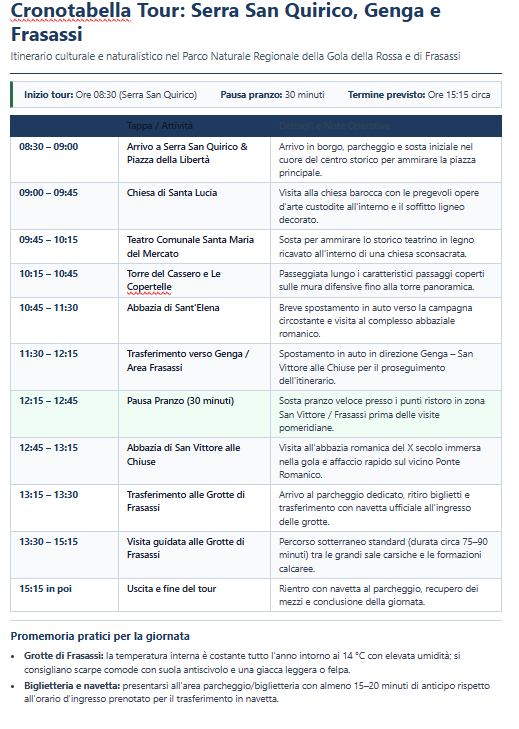 Cronotabella Tour: Serra San Quirico, Genga e
Frasassi
Itinerario culturale e naturalistico nel Parco Naturale Regionale della Gola della Rossa e di Frasassi
Inizio tour: Ore 08:30 (Serra San Quirico) Pausa pranzo: 30 minuti Termine previsto: Ore 15:15 circa
Tappa / Attività
08:30 – 09:00 Arrivo a Serra San Quirico & Arrivo in borgo, parcheggio e sosta iniziale nel
Piazza della Libertà cuore del centro storico per ammirare la piazza
principale.
09:00 – 09:45 Chiesa di Santa Lucia Visita alla chiesa barocca con le pregevoli opere
d'arte custodite all'interno e il soffitto ligneo
decorato.
09:45 – 10:15 Teatro Comunale Santa Maria Sosta per ammirare lo storico teatrino in legno
del Mercato ricavato all'interno di una chiesa sconsacrata.
10:15 – 10:45 Torre del Cassero e Le Passeggiata lungo i caratteristici passaggi coperti
Copertelle sulle mura difensive fino alla torre panoramica.
10:45 – 11:30 Abbazia di Sant'Elena Breve spostamento in auto verso la campagna
circostante e visita al complesso abbaziale
romanico.
11:30 – 12:15 Trasferimento verso Genga / Spostamento in auto in direzione Genga – San
Area Frasassi Vittore alle Chiuse per il proseguimento
dell'itinerario.
12:15 – 12:45 Pausa Pranzo (30 minuti) Sosta pranzo veloce presso i punti ristoro in zona
San Vittore / Frasassi prima delle visite
pomeridiane.
12:45 – 13:15 Abbazia di San Vittore alle Visita all'abbazia romanica del X secolo immersa
Chiuse nella gola e affaccio rapido sul vicino Ponte
Romanico.
13:15 – 13:30 Trasferimento alle Grotte di Arrivo al parcheggio dedicato, ritiro biglietti e
Frasassi trasferimento con navetta ufficiale all'ingresso
delle grotte.
13:30 – 15:15 Visita guidata alle Grotte di Percorso sotterraneo standard (durata circa 75–90
Frasassi minuti) tra le grandi sale carsiche e le formazioni
calcaree.
15:15 in poi Uscita e fine del tour Rientro con navetta al parcheggio, recupero dei
mezzi e conclusione della giornata.
Promemoria pratici per la giornata
• Grotte di Frasassi: la temperatura interna è costante tutto l'anno intorno ai 14 °C con elevata umidità; si
consigliano scarpe comode con suola antiscivolo e una giacca leggera o felpa.
• Biglietteria e navetta: presentarsi all'area parcheggio/biglietteria con almeno 15–20 minuti di anticipo rispetto
all'orario d'ingresso prenotato per il trasferimento in navetta.